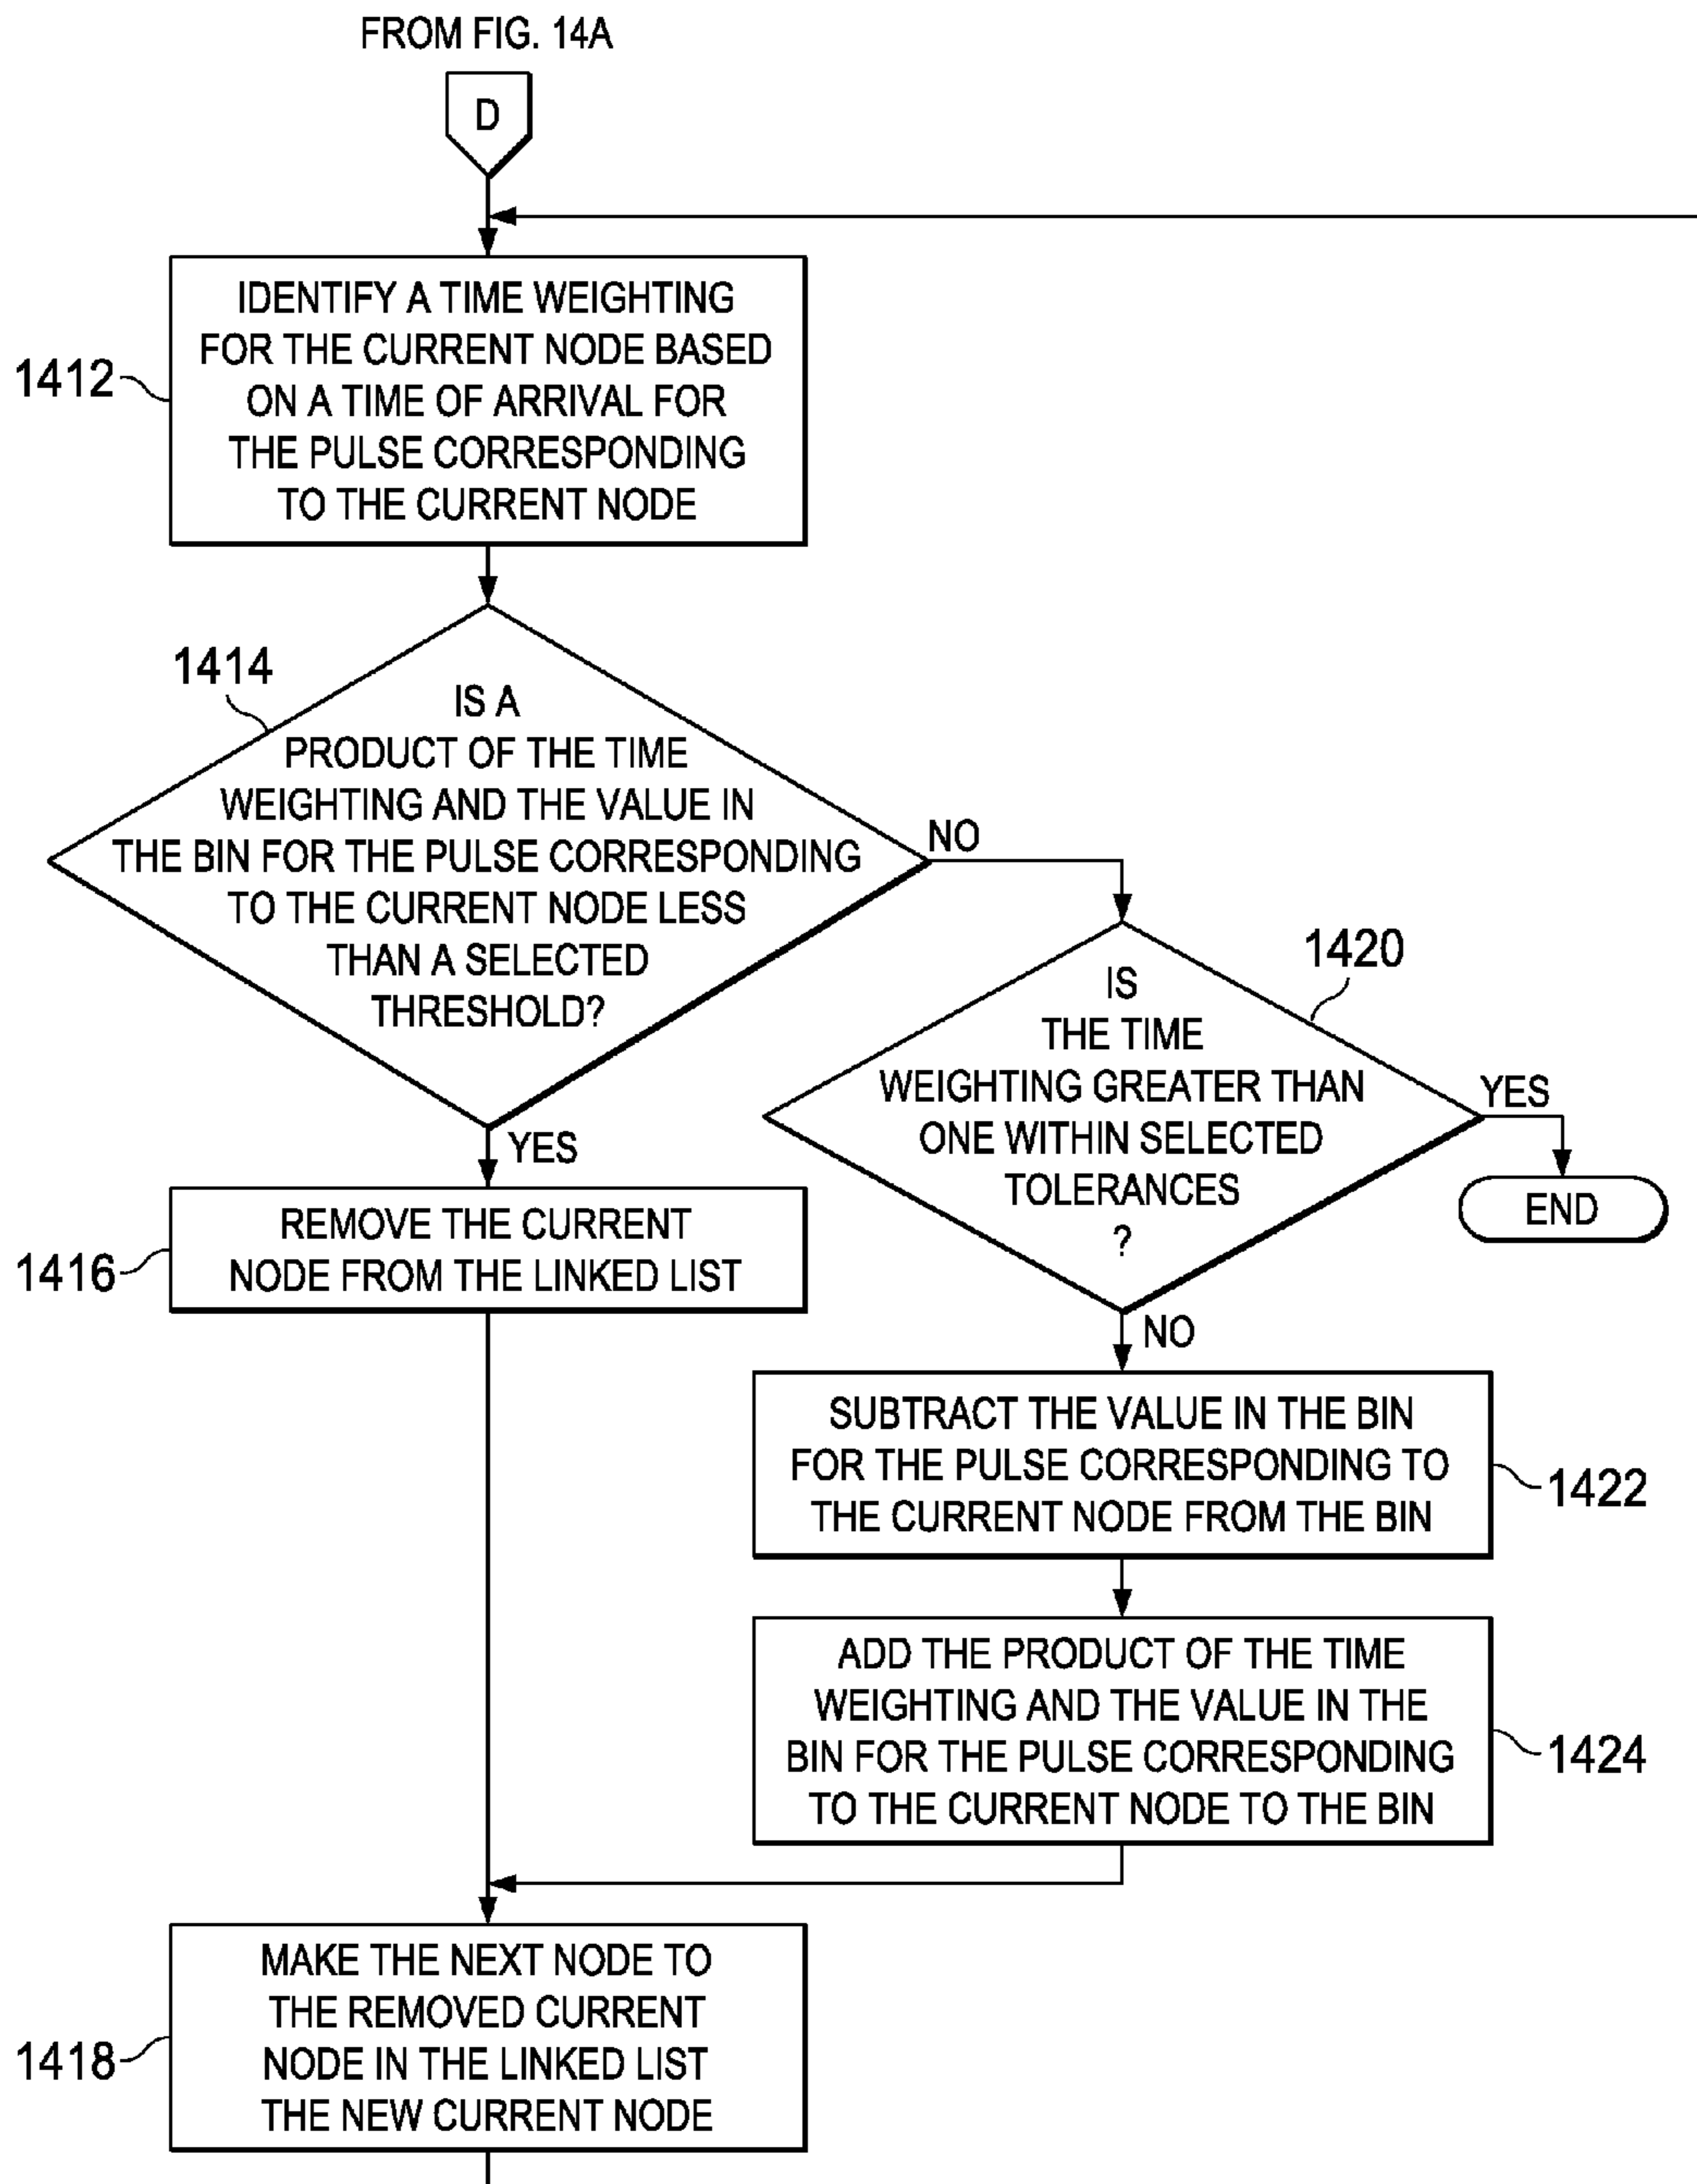 FROM FIG. 14A
D
1412
IDENTIFY A TIME WEIGHTING
FOR THE CURRENT NODE BASED
ON A TIME OF ARRIVAL FOR
THE PULSE CORRESPONDING
TO THE CURRENT NODE
1414
IS A
PRODUCT OF THE TIME
WEIGHTING AND THE VALUE IN
THE BIN FOR THE PULSE CORRESPONDING
TO THE CURRENT NODE LESS
THAN A SELECTED
THRESHOLD?
NO
YES
1416
REMOVE THE CURRENT
NODE FROM THE LINKED LIST
1420
IS
THE TIME
WEIGHTING GREATER THAN
ONE WITHIN SELECTED
TOLERANCES
?
YES
END
NO
SUBTRACT THE VALUE IN THE BIN
FOR THE PULSE CORRESPONDING TO
THE CURRENT NODE FROM THE BIN
1422
ADD THE PRODUCT OF THE TIME
WEIGHTING AND THE VALUE IN THE
BIN FOR THE PULSE CORRESPONDING
TO THE CURRENT NODE TO THE BIN
1424
1418
MAKE THE NEXT NODE TO
THE REMOVED CURRENT
NODE IN THE LINKED LIST
THE NEW CURRENT NODE